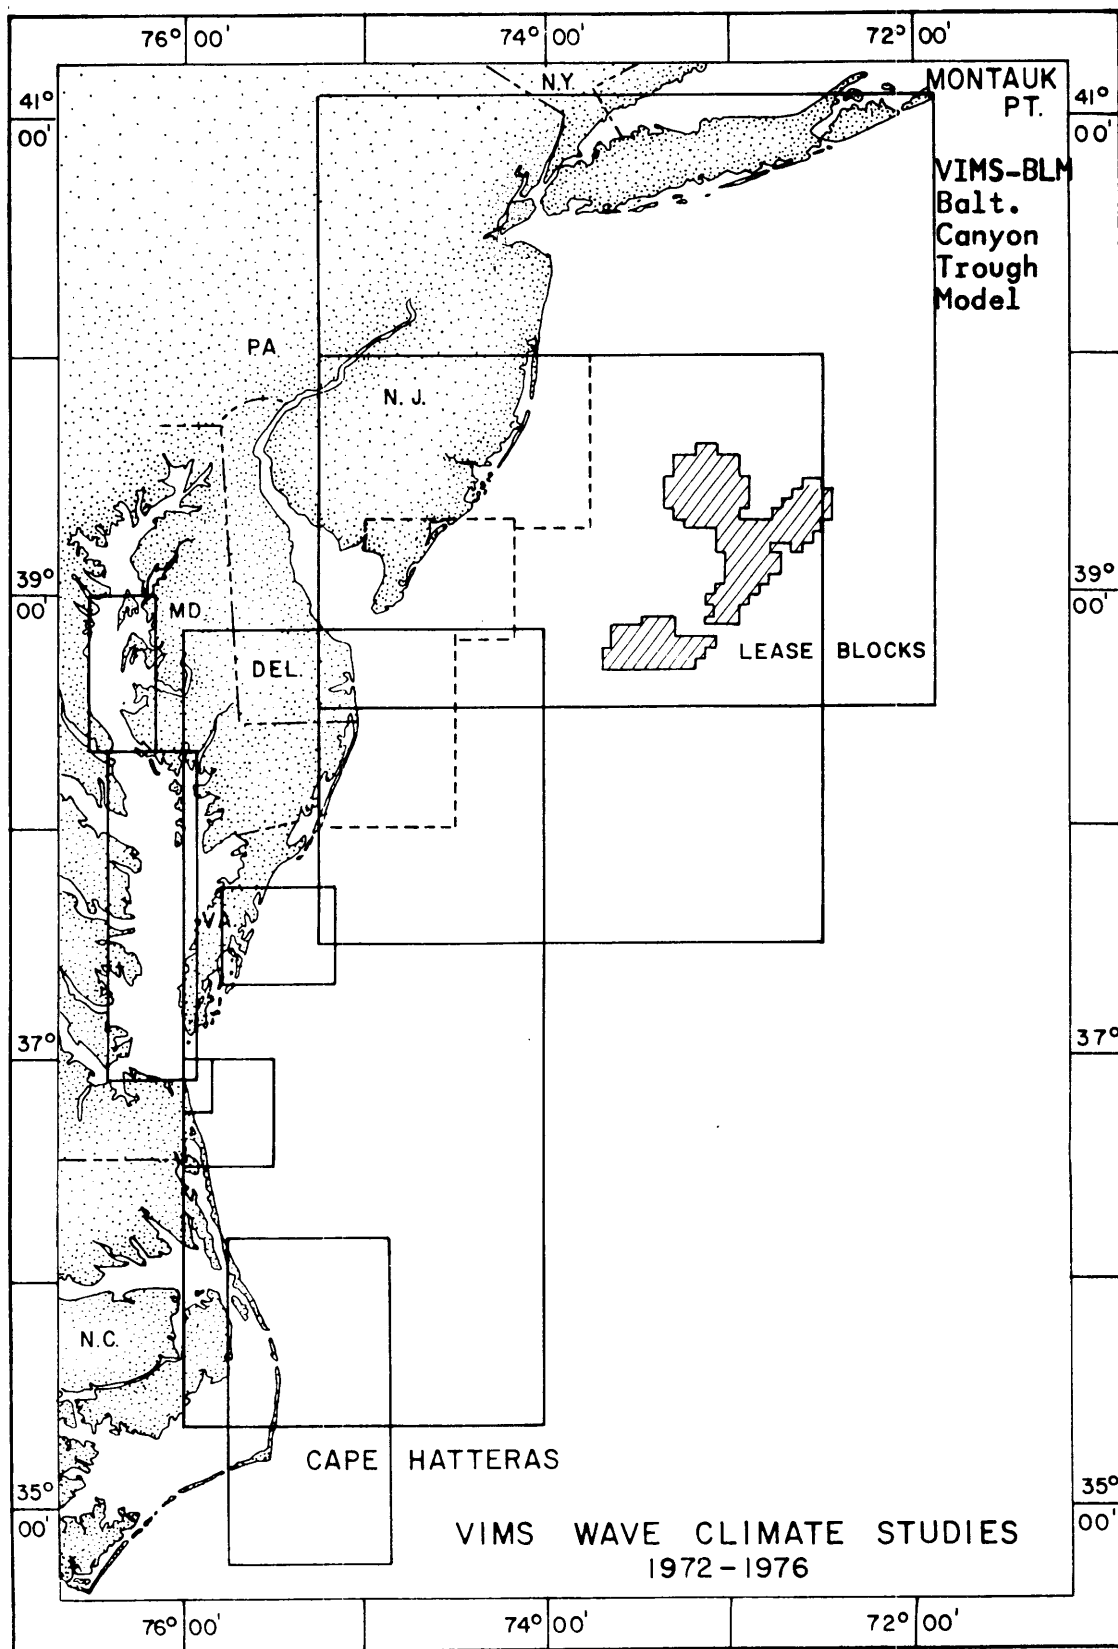 76°00'
74°00'
72°00'
N.Y.
MONTAUK
PT.
41°
00'
41°
00'
VIMS-BLM
Balt.
Canyon
Trough
Model
PA
N. J.
39°
00'
39°
00'
MD
DEL.
LEASE BLOCKS
VA.
37°
37°
N.C.
CAPE HATTERAS
35°
00'
35°
00'
VIMS WAVE CLIMATE STUDIES
1972-1976
76°00'
74°00'
72°00'